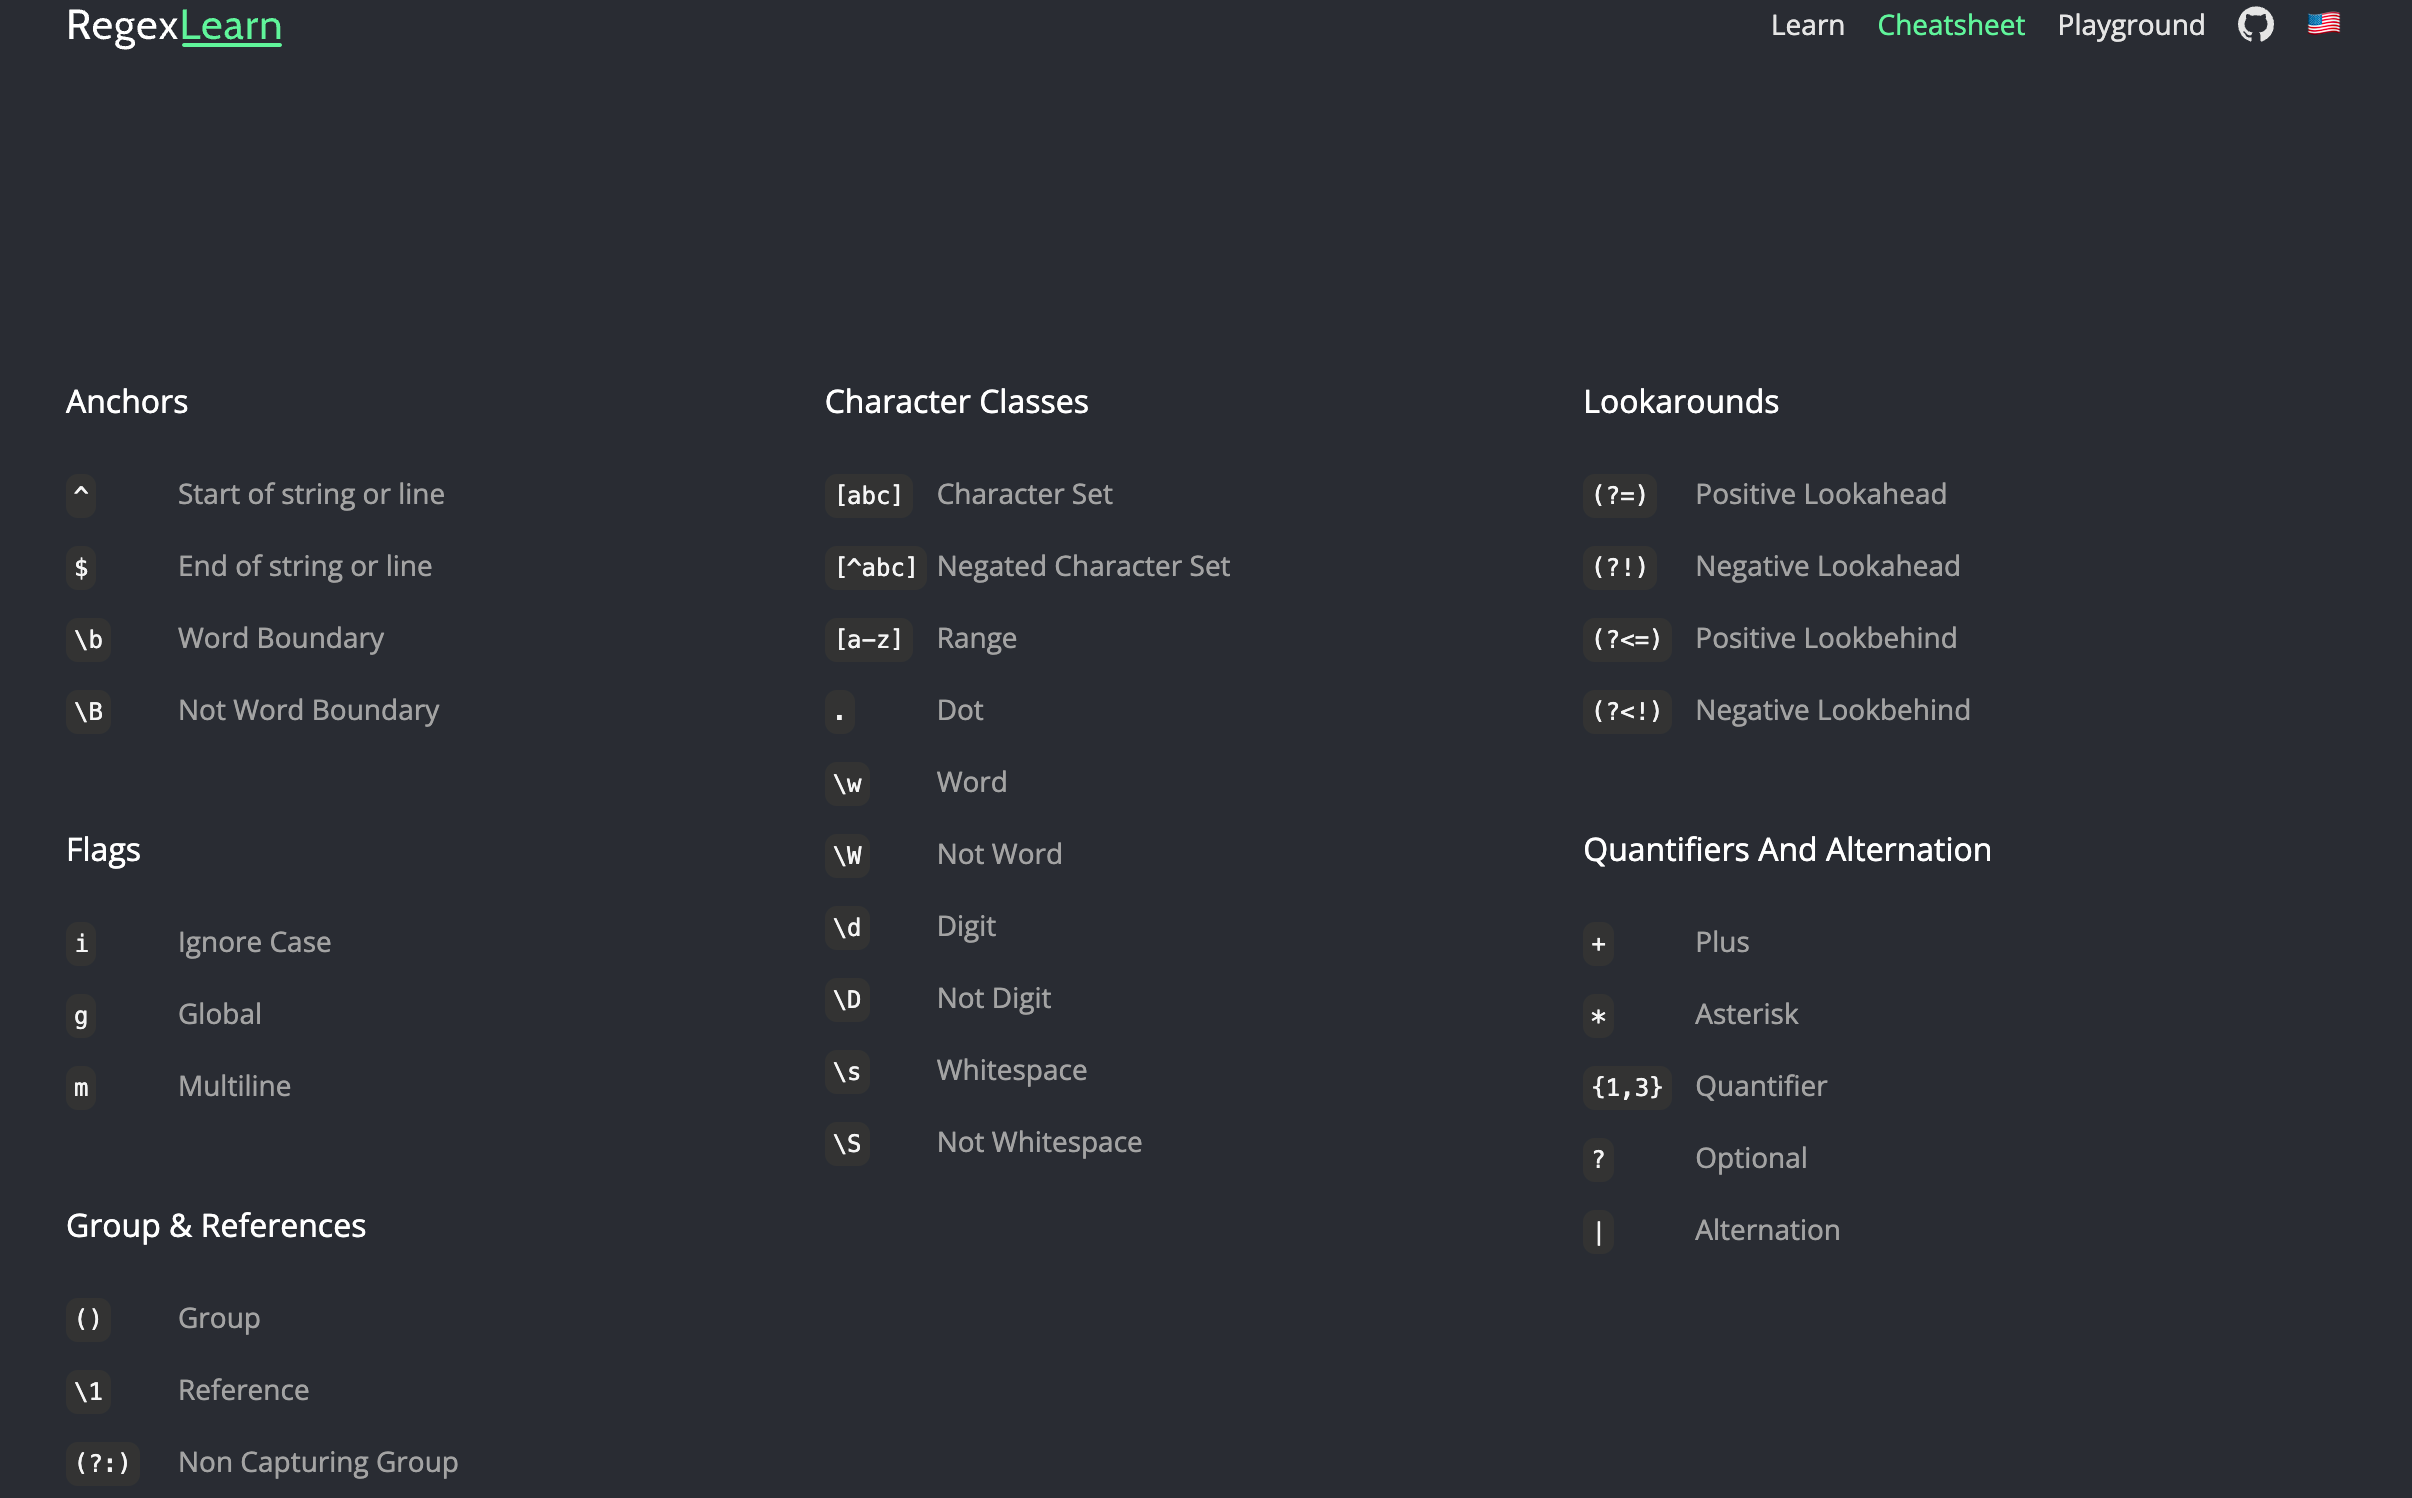 RegexLearn
Learn Cheatsheet Playground
Anchors
^ Start of string or line
$ End of string or line
\b Word Boundary
\B Not Word Boundary
Flags
i Ignore Case
g Global
m Multiline
Group & References
() Group
\1 Reference
(?:) Non Capturing Group
Character Classes
[abc] Character Set
[^abc] Negated Character Set
[a-z] Range
. Dot
\w Word
\W Not Word
\d Digit
\D Not Digit
\s Whitespace
\S Not Whitespace
Lookarounds
(?=) Positive Lookahead
(?!) Negative Lookahead
(?<=) Positive Lookbehind
(?<!) Negative Lookbehind
Quantifiers And Alternation
+ Plus
* Asterisk
{1,3} Quantifier
? Optional
| Alternation